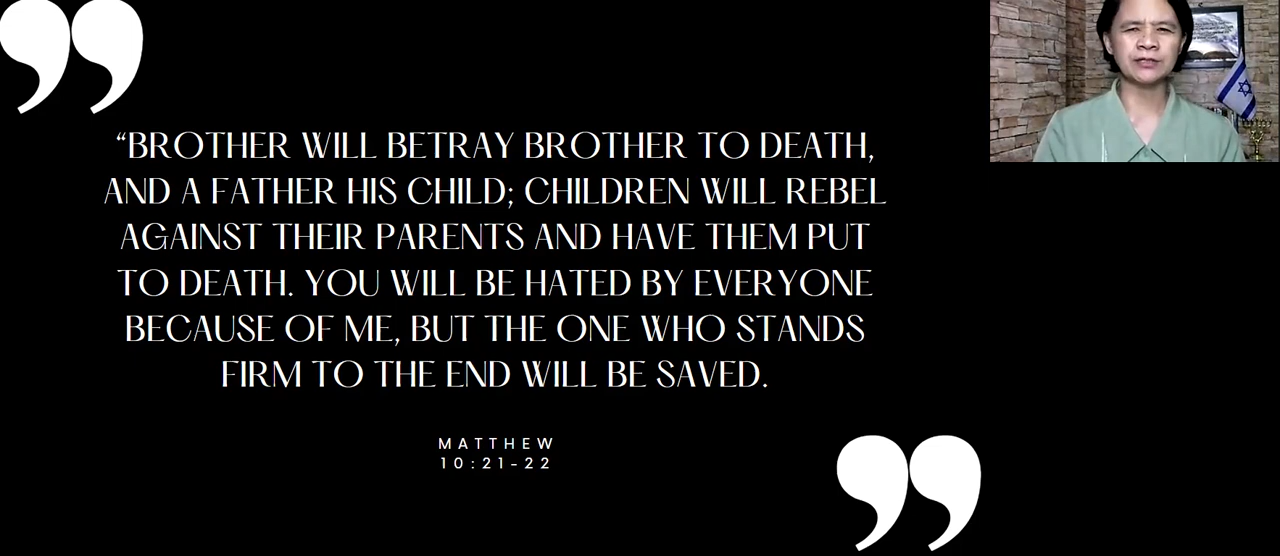 “BROTHER WILL BETRAY BROTHER TO DEATH,
AND A FATHER HIS CHILD; CHILDREN WILL REBEL
AGAINST THEIR PARENTS AND HAVE THEM PUT
TO DEATH. YOU WILL BE HATED BY EVERYONE
BECAUSE OF ME, BUT THE ONE WHO STANDS
FIRM TO THE END WILL BE SAVED.
MATTHEW
10:21-22